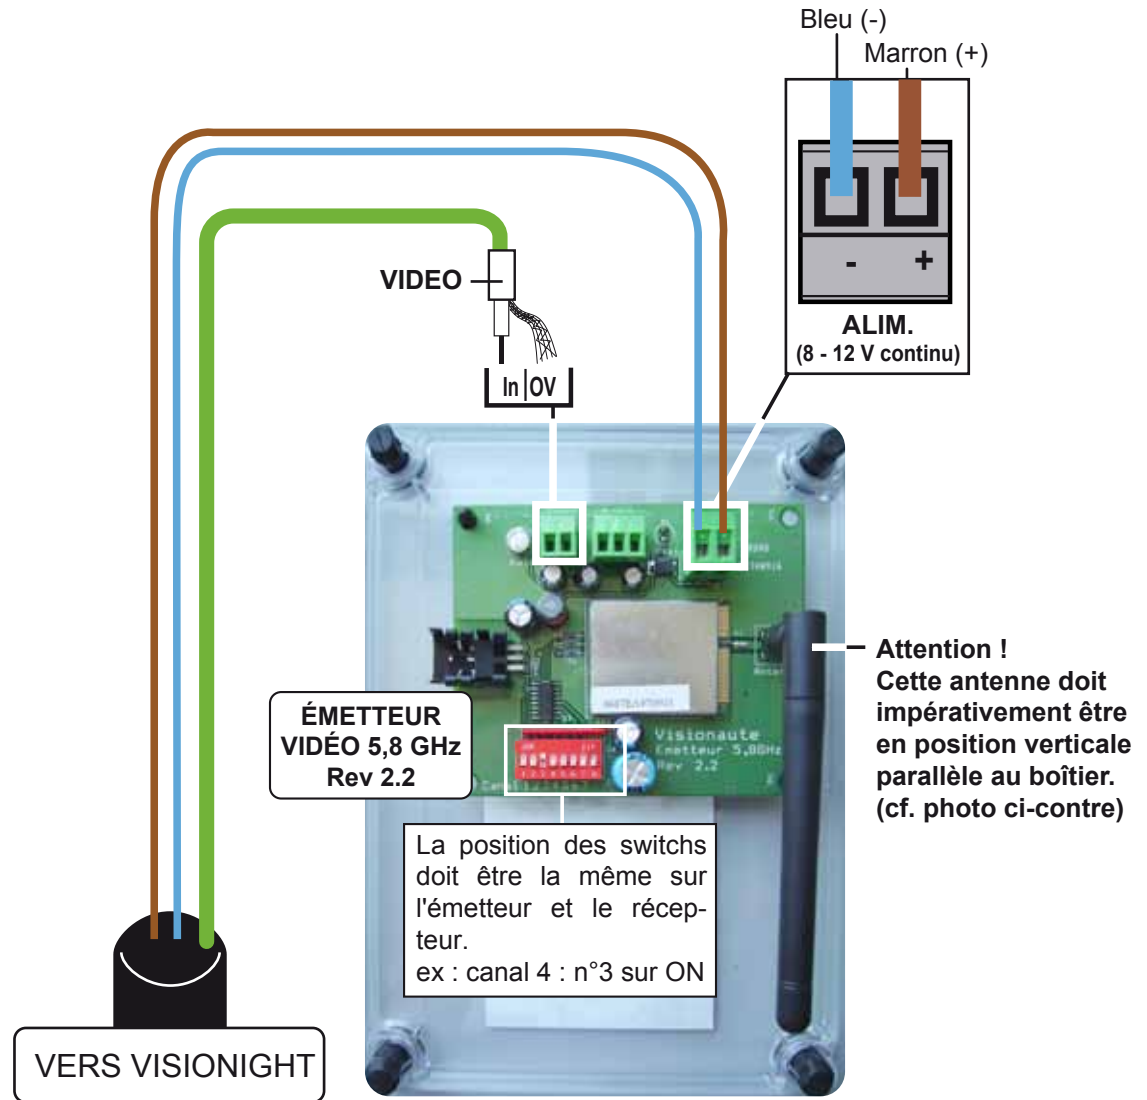 Bleu (-)
Marron (+)
- +
ALIM.
(8 - 12 V continu)
VIDEO
In OV
Visionaute
Emetteur 5,8GHz
Rev 2.2
Canal
ÉMETTEUR
VIDÉO 5,8 GHz
Rev 2.2
Attention !
Cette antenne doit
impérativement être
en position verticale
parallèle au boîtier.
(cf. photo ci-contre)
La position des switchs
doit être la même sur
l'émetteur et le récep-
teur.
ex : canal 4 : n°3 sur ON
VERS VISIONIGHT